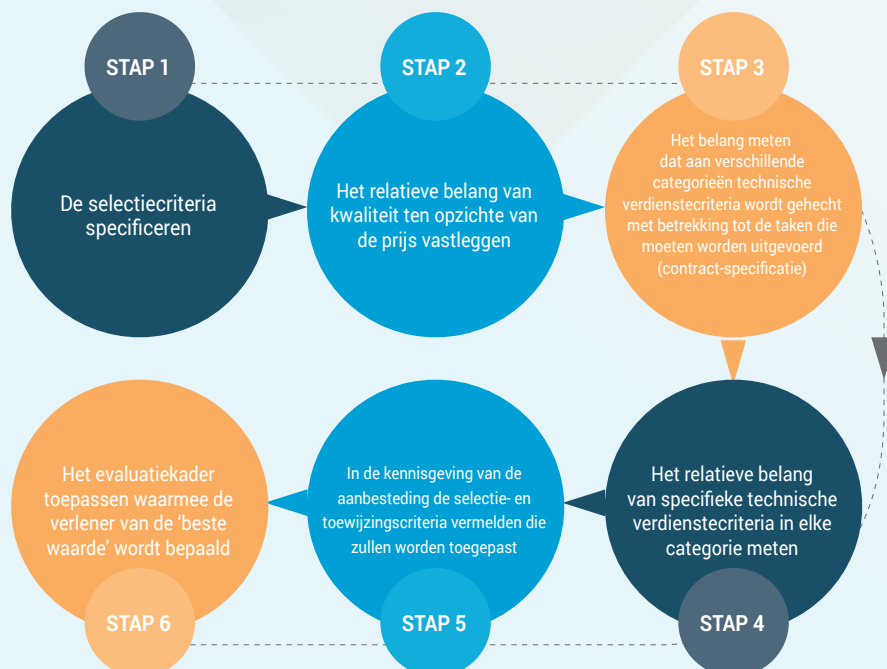 STAP 1
De selectiecriteria
specificeren
STAP 2
Het relatieve belang van
kwaliteit ten opzichte van
de prijs vastleggen
STAP 3
Het belang meten
dat aan verschillende
categorieën technische
verdienstecriteria wordt gehecht
met betrekking tot de taken die
moeten worden uitgevoerd
(contract-specificatie)
Het relatieve belang
van specifieke technische
verdienstecriteria in elke
categorie meten
STAP 4
In de kennisgeving van de
aanbesteding de selectie- en
toewijzingscriteria vermelden die
zullen worden toegepast
STAP 5
Het evaluatiekader
toepassen waarmee de
verlener van de ‘beste
waarde’ wordt bepaald
STAP 6